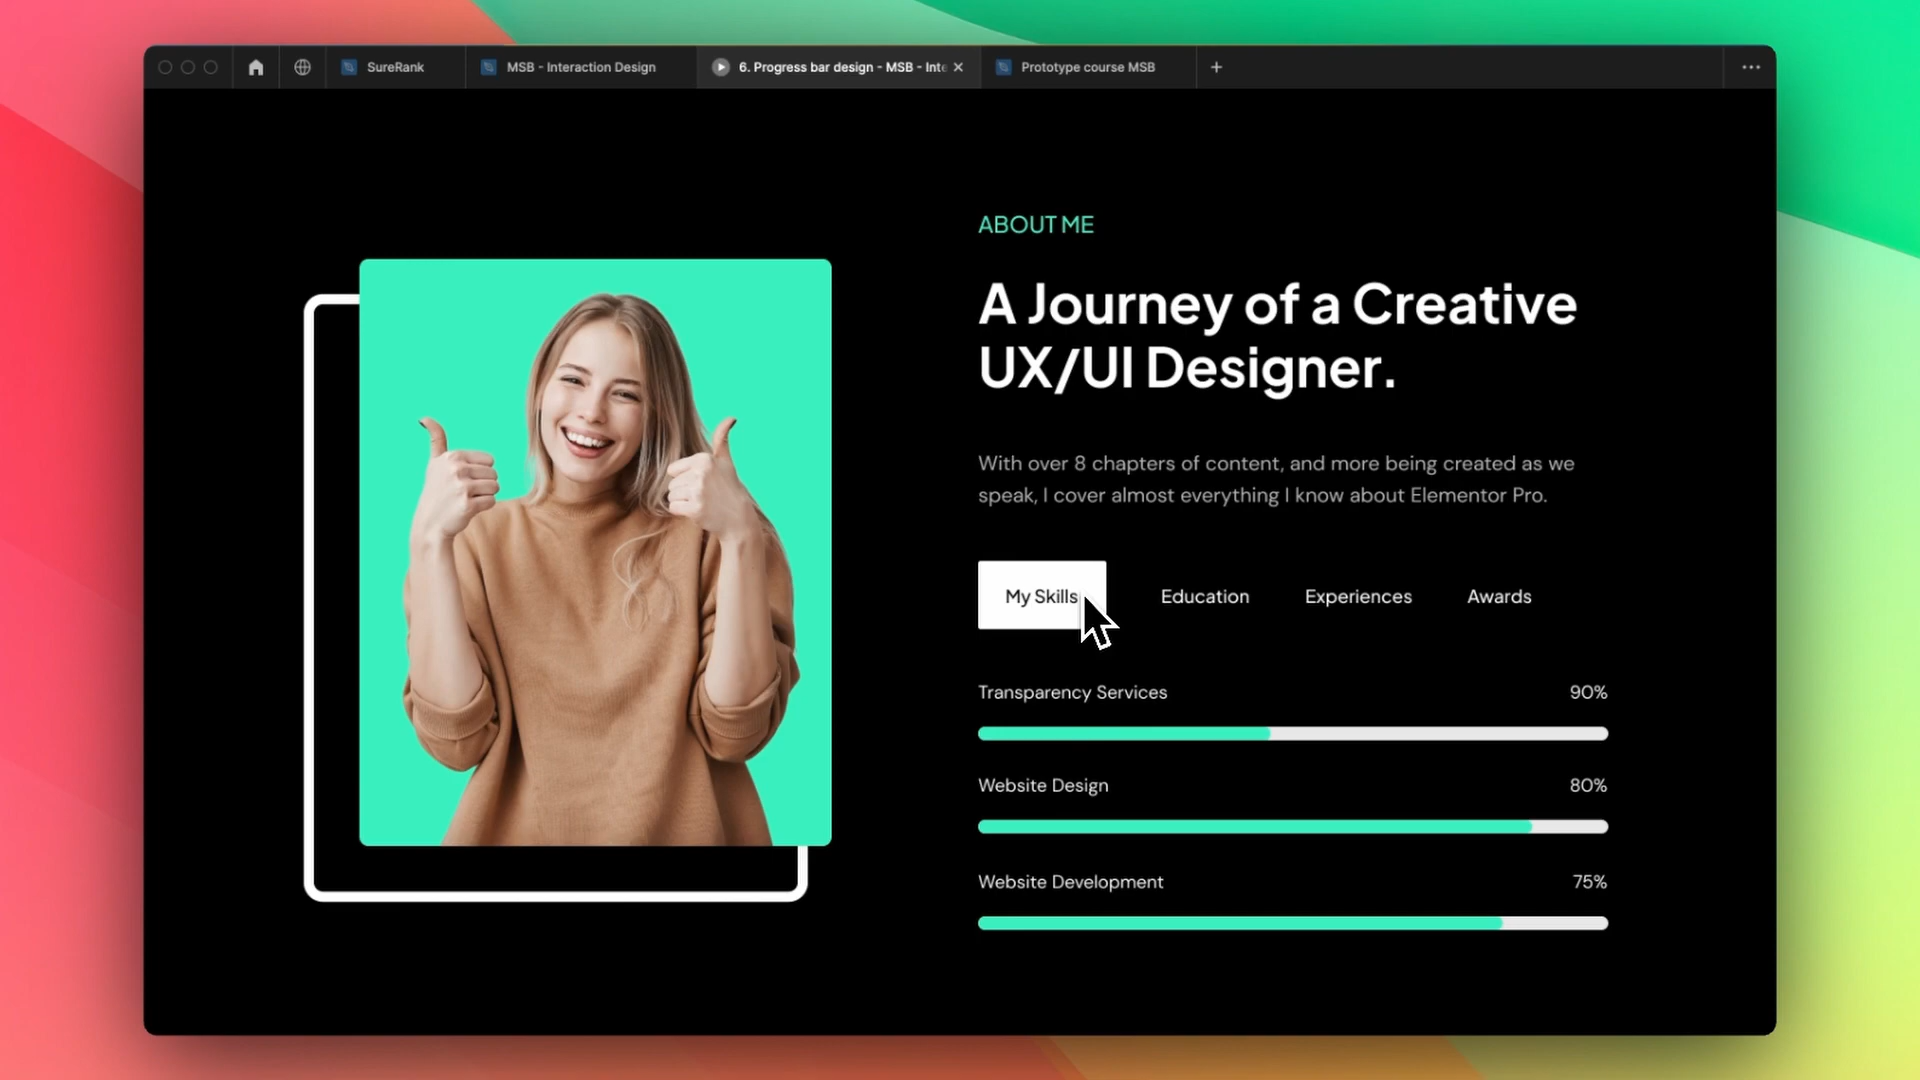 SureRank
MSB - Interaction Design
6. Progress bar design - MSB - Inte
Prototype course MSB
ABOUT ME
A Journey of a Creative
UX/UI Designer.
With over 8 chapters of content, and more being created as we
speak, I cover almost everything I know about Elementor Pro.
My Skills
Education
Experiences
Awards
Transparency Services
90%
Website Design
80%
Website Development
75%